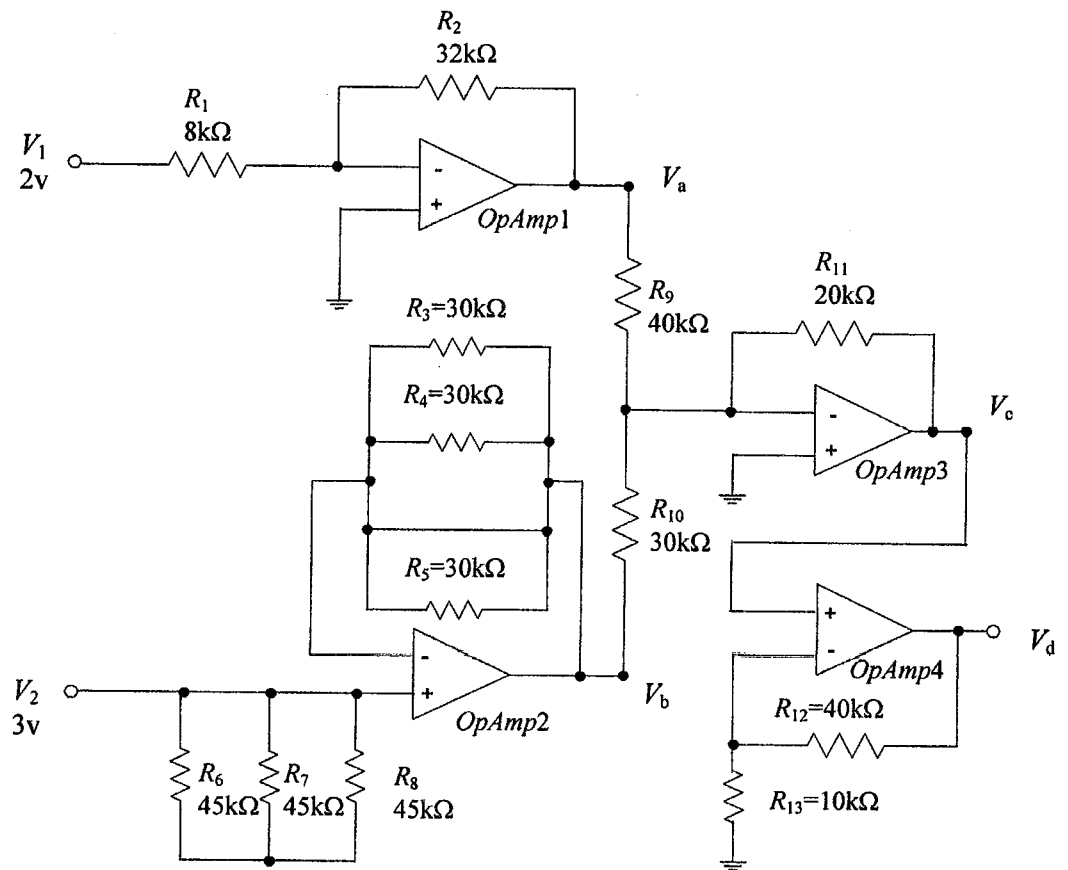 R2
32kΩ
R1
8kΩ
V1
2v
-
+
OpAmp1
Va
R3=30kΩ
R9
40kΩ
R11
20kΩ
R4=30kΩ
-
+
OpAmp3
Vc
R10
30kΩ
R5=30kΩ
-
+
OpAmp2
Vb
+
-
OpAmp4
Vd
V2
3v
R12=40kΩ
R6
45kΩ
R7
45kΩ
R8
45kΩ
R13=10kΩ